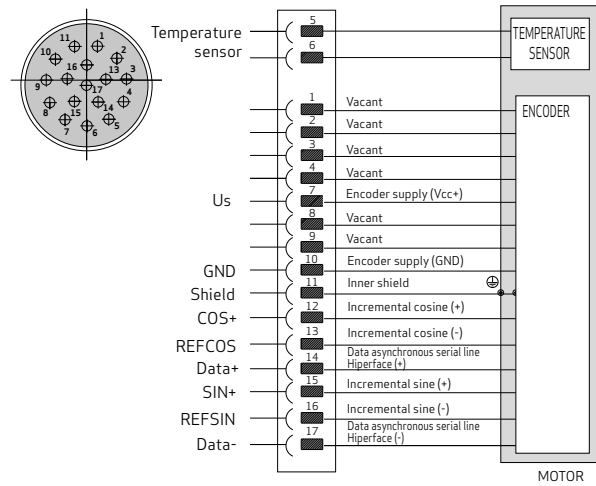 11
1
10
2
16
13
3
9
17
8
15
14
4
7
6
5
Temperature
sensor
5
6
TEMPERATURE
SENSOR
ENCODER
1
Vacant
2
Vacant
3
Vacant
4
Vacant
Us
7
Encoder supply (Vcc+)
8
Vacant
9
Vacant
GND
10
Encoder supply (GND)
Shield
11
Inner shield
COS+
12
Incremental cosine (+)
REFCOS
13
Incremental cosine (-)
Data+
14
Data asynchronous serial line
Hiperface (+)
SIN+
15
Incremental sine (+)
REFSIN
16
Incremental sine (-)
Data-
17
Data asynchronous serial line
Hiperface (-)
MOTOR